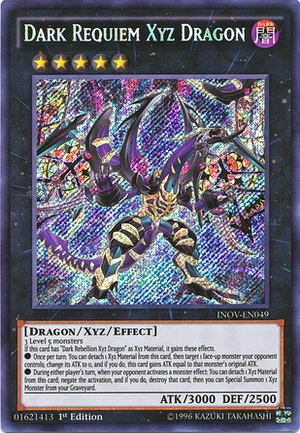 Dark Requiem Xyz Dragon
DARK
闇
INOV-EN049
[Dragon/Xyz/Effect]
3 Level 5 monsters
If this card has "Dark Rebellion Xyz Dragon" as Xyz Material, it gains these effects.
● Once per turn: You can detach 1 Xyz Material from this card, then target 1 face-up monster your opponent
controls; change its ATK to 0, and if you do, this card gains ATK equal to that monster's original ATK.
● During either player's turn, when your opponent activates a monster effect: You can detach 1 Xyz Material
from this card; negate the activation, and if you do, destroy that card, then you can Special Summon 1 Xyz
Monster from your Graveyard.
ATK/3000 DEF/2500
01621413 1st Edition ©1996 KAZUKI TAKAHASHI